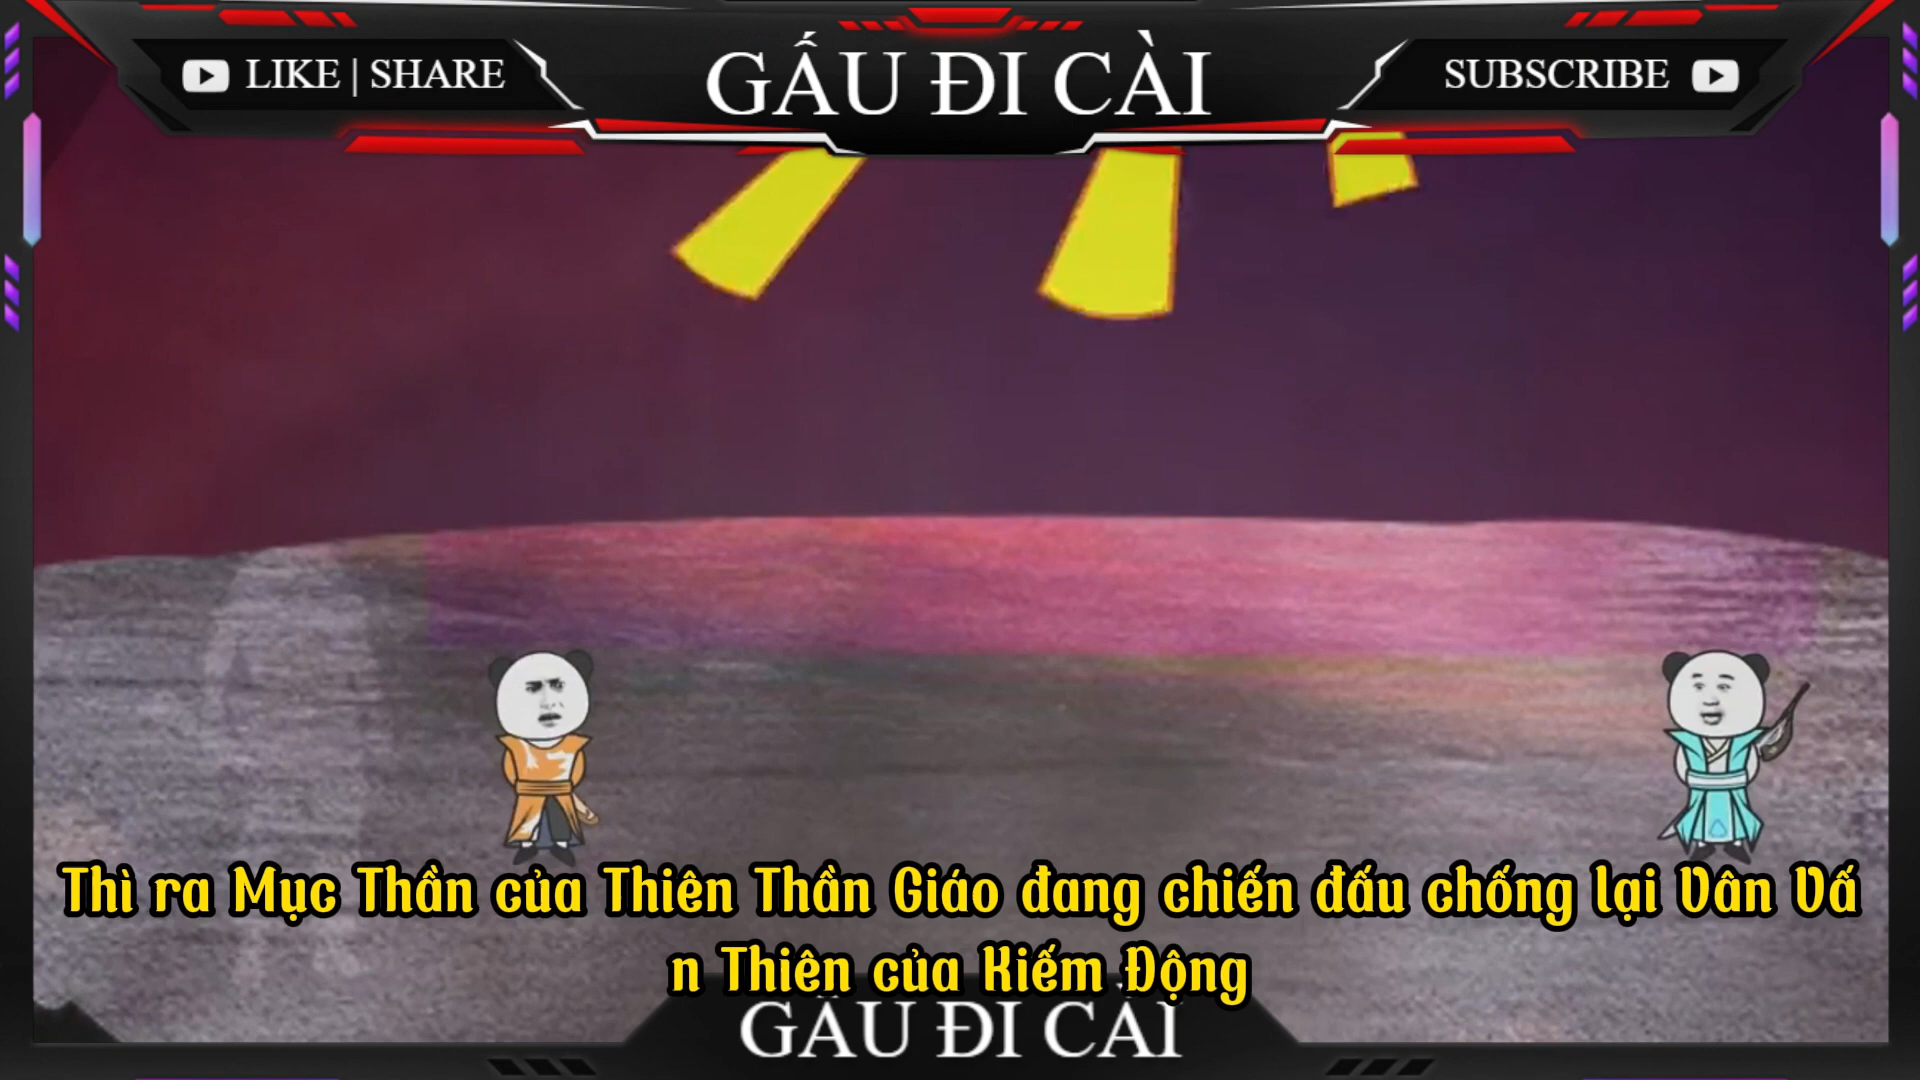 LIKE | SHARE
GẤU ĐI CÀI
SUBSCRIBE
Thì ra Mục Thần của Thiên Thần Giáo đang chiến đấu chống lại Vân Vấ
n Thiên của Kiếm Động
GẤU ĐI CÀI